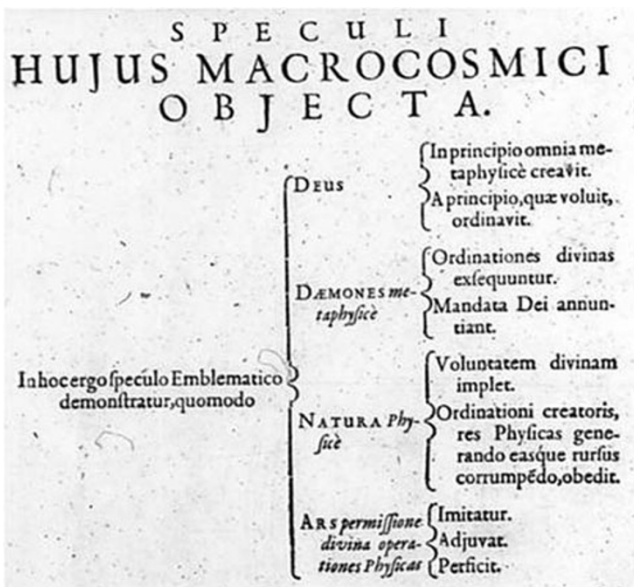 SPECULI
HUJUS MACROCOSMICI
OBJECTA.
In hoc ergo ſpeculo Emblematico
demonſtratur, quomodo
DEUS
In principio omnia me-
taphyſicè creavit.
A principio, quæ voluit,
ordinavit.
DÆMONES me-
taphyſicè
Ordinationes divinas
exſequuntur.
Mandata Dei annun-
tiant.
NATURA Phy-
ſicè
Voluntatem divinam
implet.
Ordinationi creatoris,
res Phyſicas gene-
rando easque rurſus
corrumpẽdo, obedit.
ARS permiſſione
divina opera-
tiones Phyſicas
Imitatur.
Adjuvat.
Perficit.